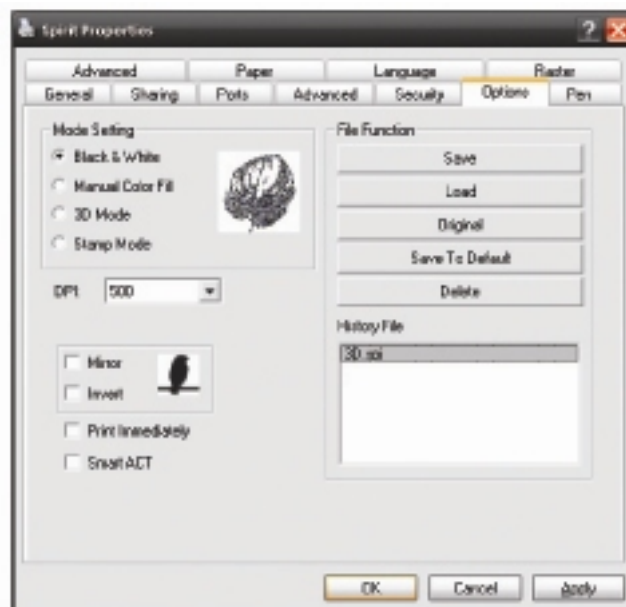 Spirit Properties
Advanced Paper Language Raster
General Sharing Ports Advanced Security Options Pen
Mode Setting
Black & White
Manual Color Fill
3D Mode
Stamp Mode
DPI: 500
Mirror
Invert
Print Immediately
Smart ACT
File Function
Save
Load
Original
Save To Default
Delete
History File
3D.spi
OK Cancel Apply